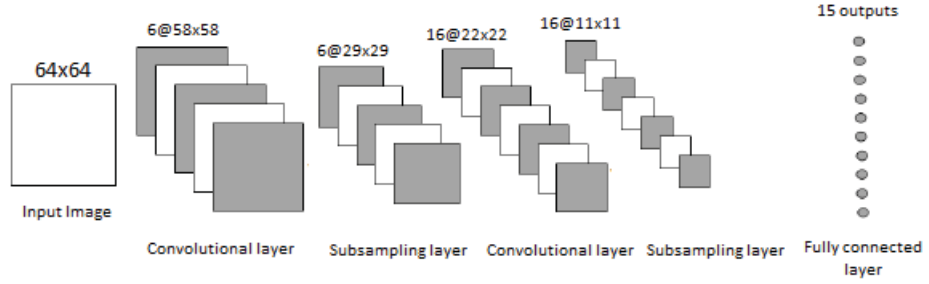 64x64
6@58x58
6@29x29
16@22x22
16@11x11
15 outputs
Input Image
Convolutional layer
Subsampling layer
Convolutional layer
Subsampling layer
Fully connected
layer